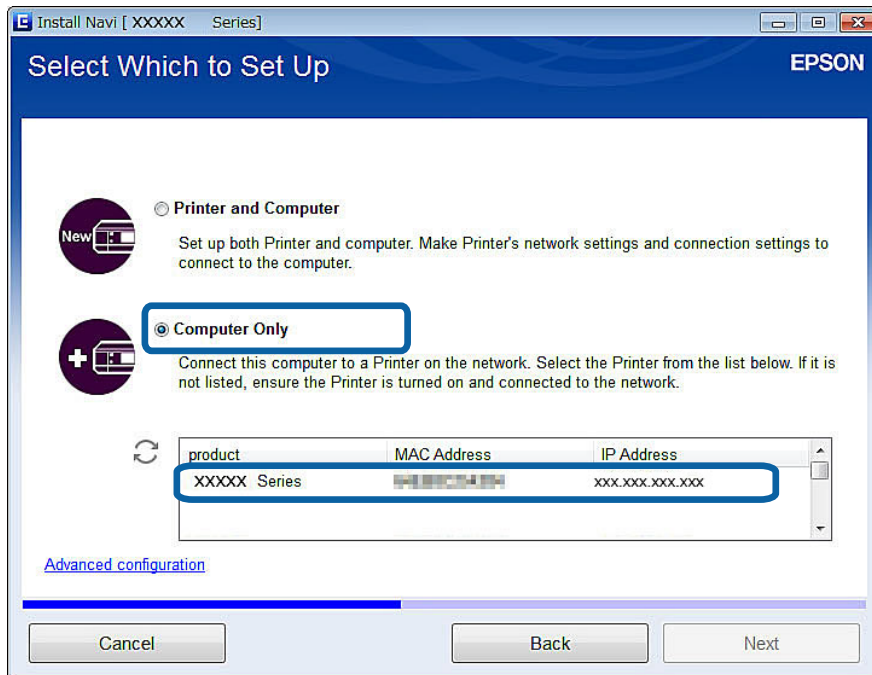 Install Navi [ XXXXX Series]
Select Which to Set Up
EPSON
New
Printer and Computer
Set up both Printer and computer. Make Printer's network settings and connection settings to
connect to the computer.
Computer Only
Connect this computer to a Printer on the network. Select the Printer from the list below. If it is
not listed, ensure the Printer is turned on and connected to the network.
product MAC Address IP Address
XXXXX Series xxx.xxx.xxx.xxx
Advanced configuration
Cancel Back Next